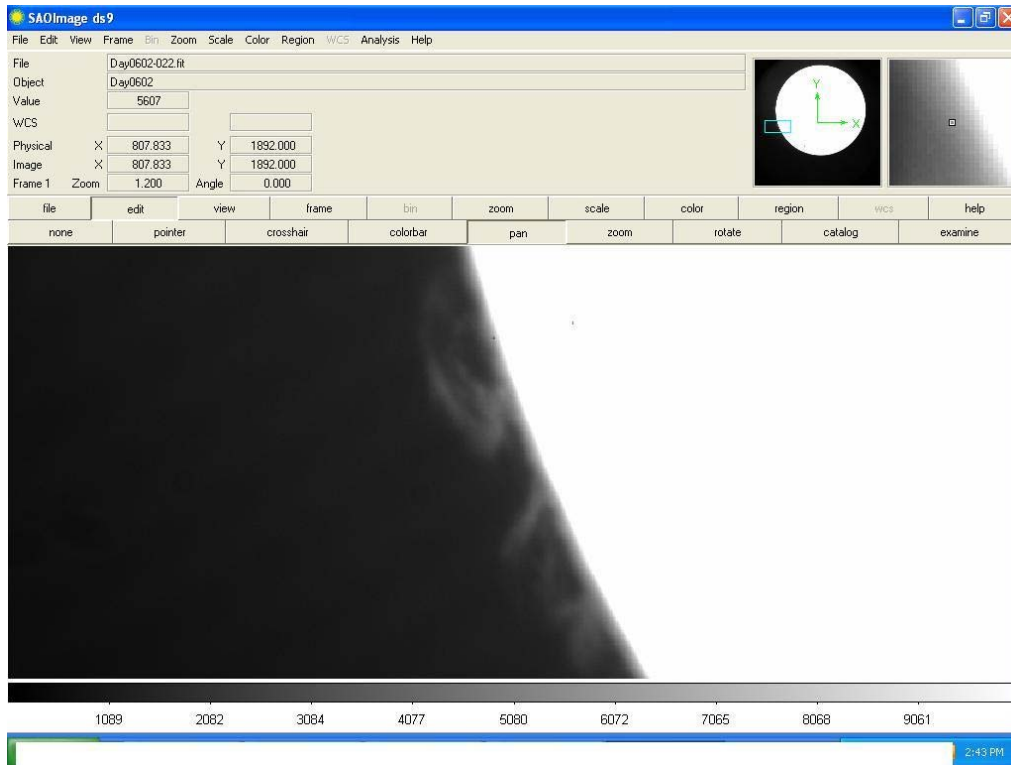 SAOImage ds9
File Edit View Frame Bin Zoom Scale Color Region WCS Analysis Help
File Day0602-022.fit
Object Day0602
Value 5607
WCS
Physical X 807.833 Y 1892.000
Image X 807.833 Y 1892.000
Frame 1 Zoom 1.200 Angle 0.000
Y
X
file edit view frame bin zoom scale color region wcs help
none pointer crosshair colorbar pan zoom rotate catalog examine
1089 2082 3084 4077 5080 6072 7065 8068 9061
2:43 PM